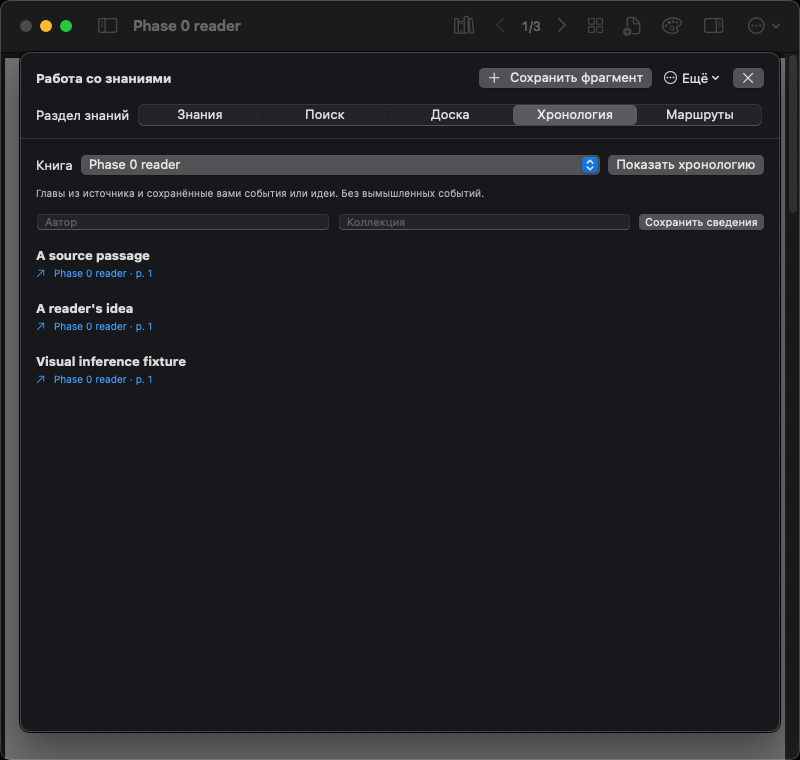 Phase 0 reader
1/3
Работа со знаниями
Сохранить фрагмент
Ещё
Раздел знаний
Знания
Поиск
Доска
Хронология
Маршруты
Книга
Phase 0 reader
Показать хронологию
Главы из источника и сохранённые вами события или идеи. Без вымышленных событий.
Автор
Коллекция
Сохранить сведения
A source passage
Phase 0 reader · p. 1
A reader's idea
Phase 0 reader · p. 1
Visual inference fixture
Phase 0 reader · p. 1